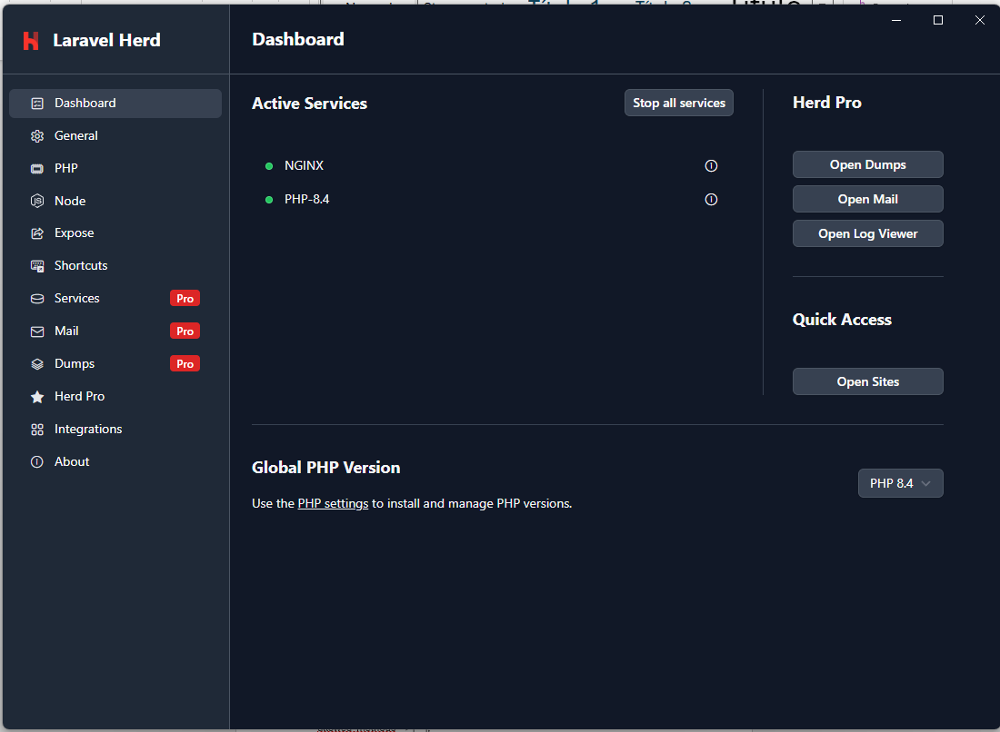 Laravel Herd
Dashboard
Dashboard
General
PHP
Node
Expose
Shortcuts
Services Pro
Mail Pro
Dumps Pro
Herd Pro
Integrations
About
Active Services
Stop all services
NGINX
PHP-8.4
Herd Pro
Open Dumps
Open Mail
Open Log Viewer
Quick Access
Open Sites
Global PHP Version
Use the PHP settings to install and manage PHP versions.
PHP 8.4